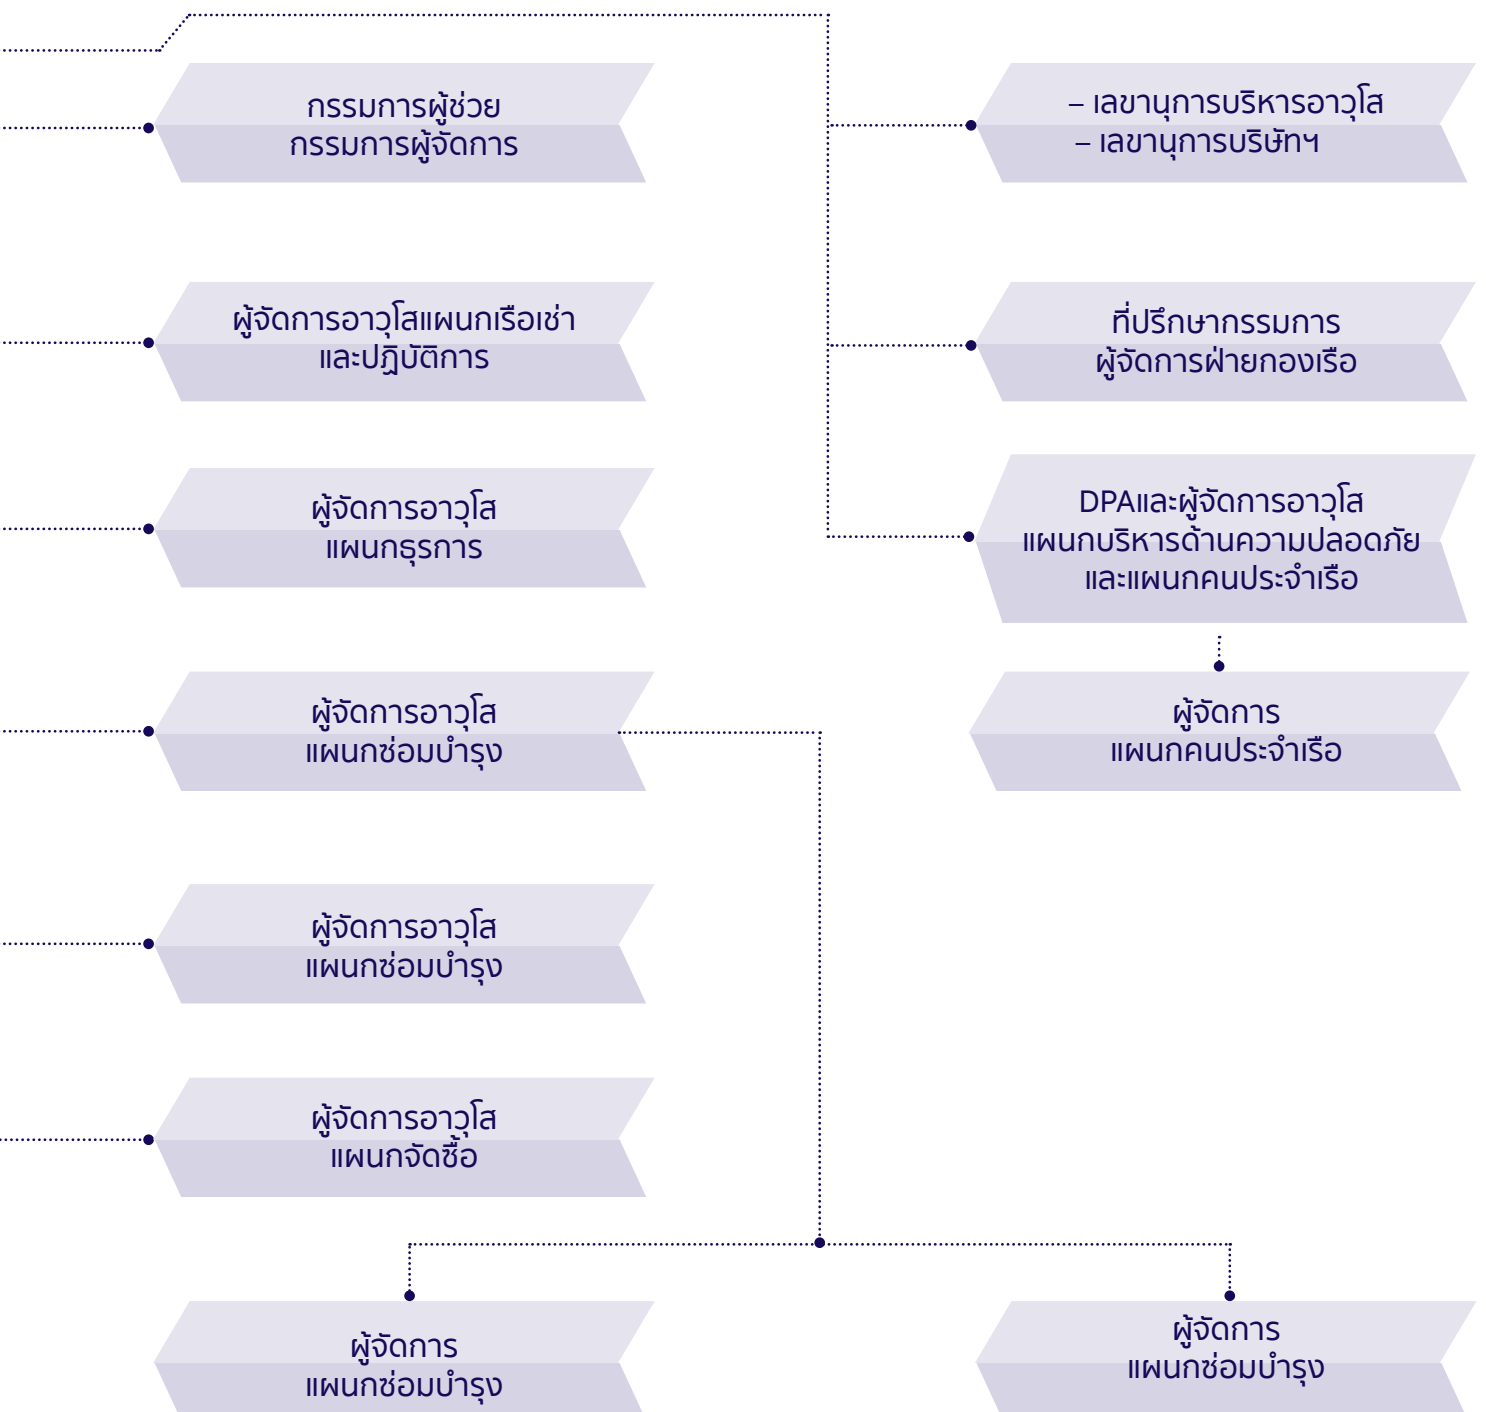 กรรมการผู้ช่วย
กรรมการผู้จัดการ
– เลขานุการบริหารอาวุโส
– เลขานุการบริษัทฯ
ผู้จัดการอาวุโสแผนกเรือเช่า
และปฏิบัติการ
ที่ปรึกษากรรมการ
ผู้จัดการฝ่ายกองเรือ
ผู้จัดการอาวุโส
แผนกธุรการ
DPAและผู้จัดการอาวุโส
แผนกบริหารด้านความปลอดภัย
และแผนกคนประจำเรือ
ผู้จัดการอาวุโส
แผนกซ่อมบำรุง
ผู้จัดการ
แผนกคนประจำเรือ
ผู้จัดการอาวุโส
แผนกซ่อมบำรุง
ผู้จัดการอาวุโส
แผนกจัดซื้อ
ผู้จัดการ
แผนกซ่อมบำรุง
ผู้จัดการ
แผนกซ่อมบำรุง